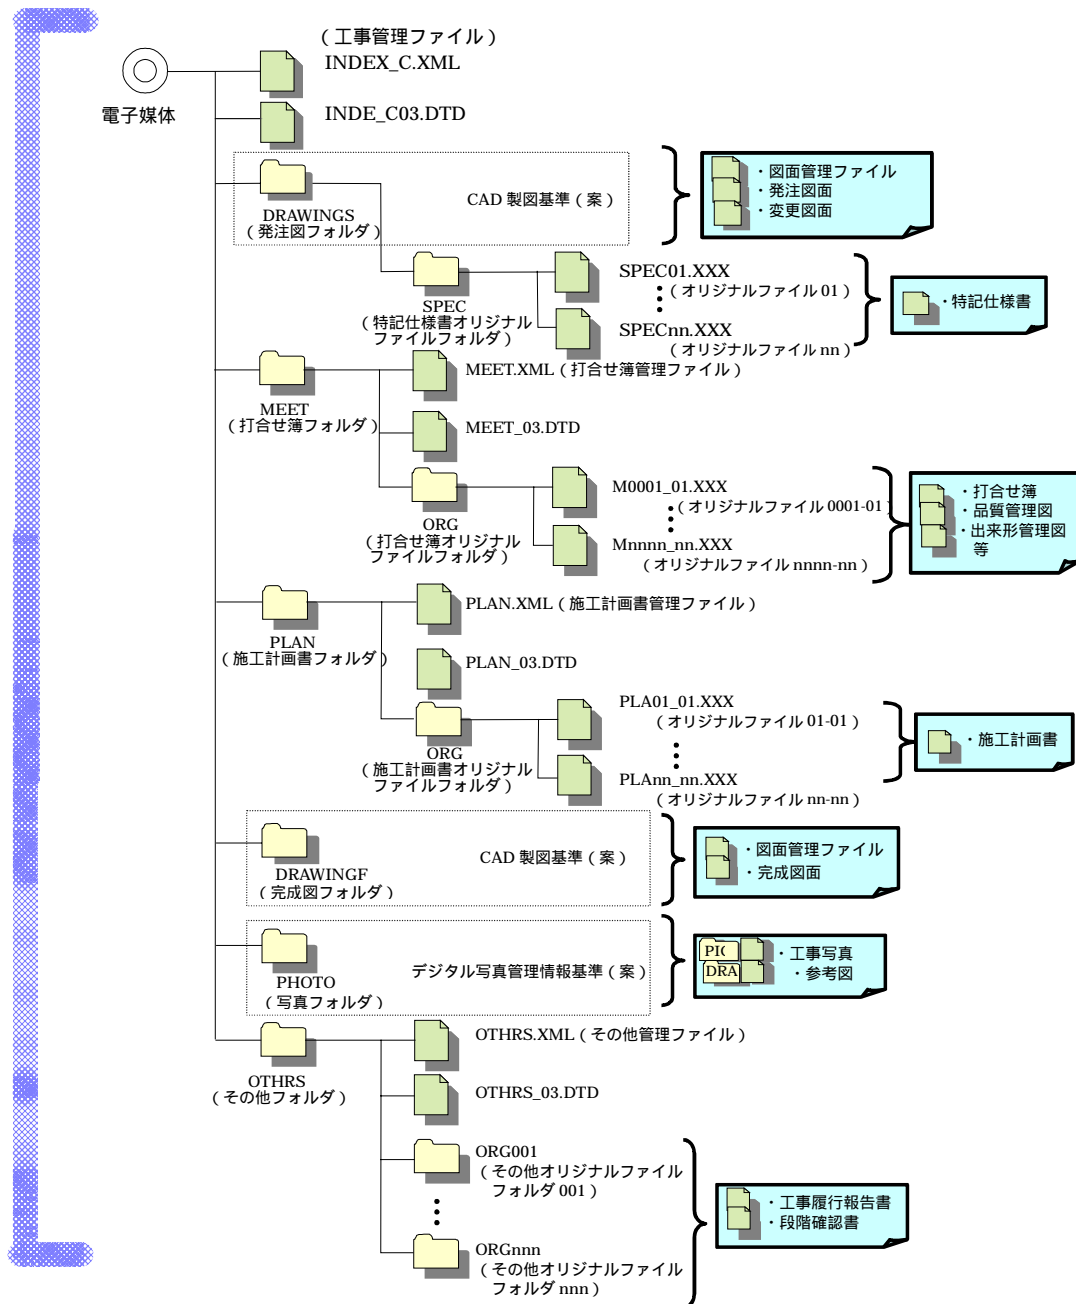 （工事管理ファイル）
INDEX_C.XML
電子媒体
INDE_C03.DTD
DRAWINGS
（発注図フォルダ）
CAD 製図基準（案）
・図面管理ファイル
・発注図面
・変更図面
SPEC
（特記仕様書オリジナル
ファイルフォルダ）
SPEC01.XXX
（オリジナルファイル 01）
SPECnn.XXX
（オリジナルファイル nn）
・特記仕様書
MEET
（打合せ簿フォルダ）
MEET.XML（打合せ簿管理ファイル）
MEET_03.DTD
ORG
（打合せ簿オリジナル
ファイルフォルダ）
M0001_01.XXX
（オリジナルファイル 0001-01）
Mnnnn_nn.XXX
（オリジナルファイル nnnn-nn）
・打合せ簿
・品質管理図
・出来形管理図
等
PLAN
（施工計画書フォルダ）
PLAN.XML（施工計画書管理ファイル）
PLAN_03.DTD
ORG
（施工計画書オリジナル
ファイルフォルダ）
PLA01_01.XXX
（オリジナルファイル 01-01）
PLAnn_nn.XXX
（オリジナルファイル nn-nn）
・施工計画書
DRAWINGF
（完成図フォルダ）
CAD 製図基準（案）
・図面管理ファイル
・完成図面
PHOTO
（写真フォルダ）
デジタル写真管理情報基準（案）
PIC
・工事写真
DRA
・参考図
OTHRS
（その他フォルダ）
OTHRS.XML（その他管理ファイル）
OTHRS_03.DTD
ORG001
（その他オリジナルファイル
フォルダ 001）
ORGnnn
（その他オリジナルファイル
フォルダ nnn）
・工事履行報告書
・段階確認書